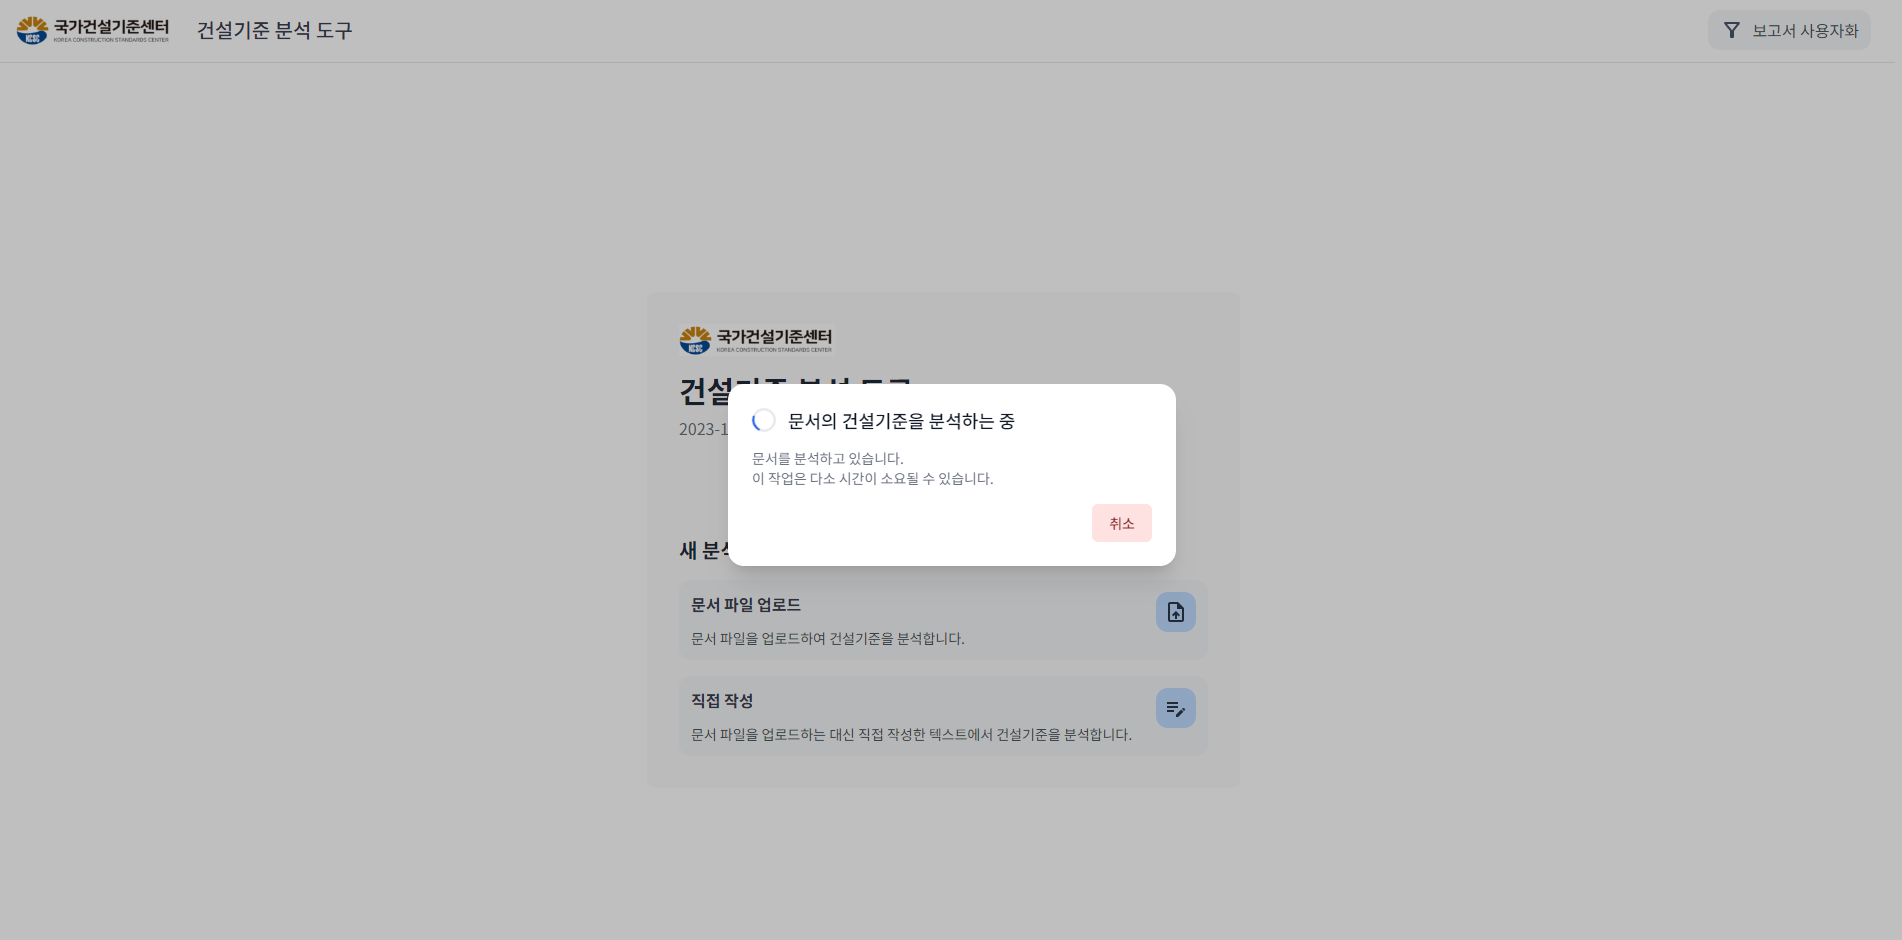 국가건설기준센터
KOREA CONSTRUCTION STANDARDS CENTER
KCSC
건설기준 분석 도구
보고서 사용자화
국가건설기준센터
KOREA CONSTRUCTION STANDARDS CENTER
KCSC
2023-1
문서의 건설기준을 분석하는 중
문서를 분석하고 있습니다.
이 작업은 다소 시간이 소요될 수 있습니다.
취소
새
문서 파일 업로드
문서 파일을 업로드하여 건설기준을 분석합니다.
직접 작성
문서 파일을 업로드하는 대신 직접 작성한 텍스트에서 건설기준을 분석합니다.